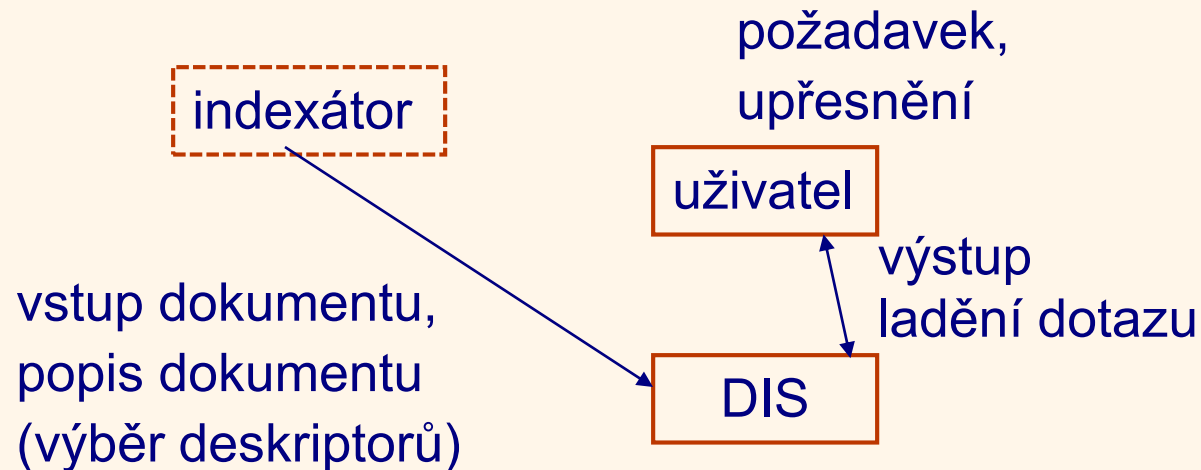 požadavek,
upřesnění
indexátor
uživatel
výstup
ladění dotazu
vstup dokumentu,
popis dokumentu
(výběr deskriptorů)
DIS